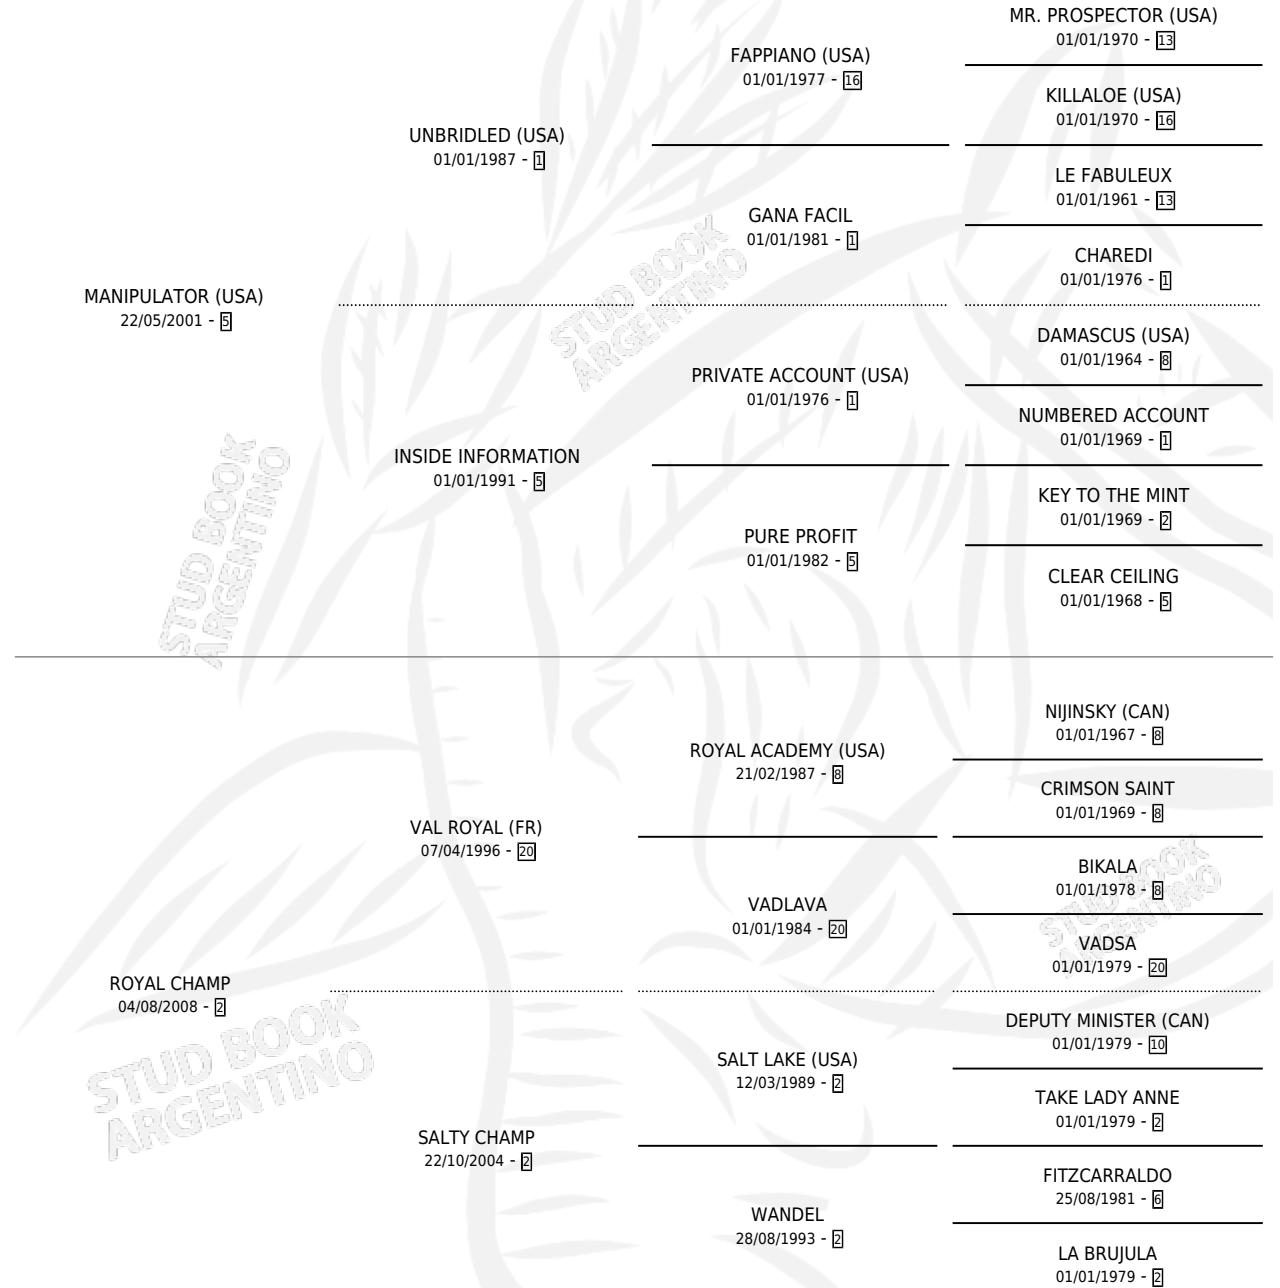 MR. PROSPECTOR (USA)
01/01/1970 - 13
FAPPIANO (USA)
01/01/1977 - 16
KILLALOE (USA)
01/01/1970 - 16
UNBRIDLED (USA)
01/01/1987 - 1
LE FABULEUX
01/01/1961 - 13
GANA FACIL
01/01/1981 - 1
CHAREDI
01/01/1976 - 1
MANIPULATOR (USA)
22/05/2001 - 5
STUD BOOK
ARGENTINO
DAMASCUS (USA)
01/01/1964 - 8
PRIVATE ACCOUNT (USA)
01/01/1976 - 1
NUMBERED ACCOUNT
01/01/1969 - 1
INSIDE INFORMATION
01/01/1991 - 5
KEY TO THE MINT
01/01/1969 - 2
PURE PROFIT
01/01/1982 - 5
CLEAR CEILING
01/01/1968 - 5
STUD BOOK
ARGENTINO
NIJINSKY (CAN)
01/01/1967 - 8
ROYAL ACADEMY (USA)
21/02/1987 - 8
CRIMSON SAINT
01/01/1969 - 8
VAL ROYAL (FR)
07/04/1996 - 20
BIKALA
01/01/1978 - 8
VADLAVA
01/01/1984 - 20
VADSA
01/01/1979 - 20
STUD BOOK
ARGENTINO
ROYAL CHAMP
04/08/2008 - 2
DEPUTY MINISTER (CAN)
01/01/1979 - 10
SALT LAKE (USA)
12/03/1989 - 2
TAKE LADY ANNE
01/01/1979 - 2
STUD BOOK
ARGENTINO
SALTY CHAMP
22/10/2004 - 2
FITZCARRALDO
25/08/1981 - 6
WANDEL
28/08/1993 - 2
LA BRUJULA
01/01/1979 - 2